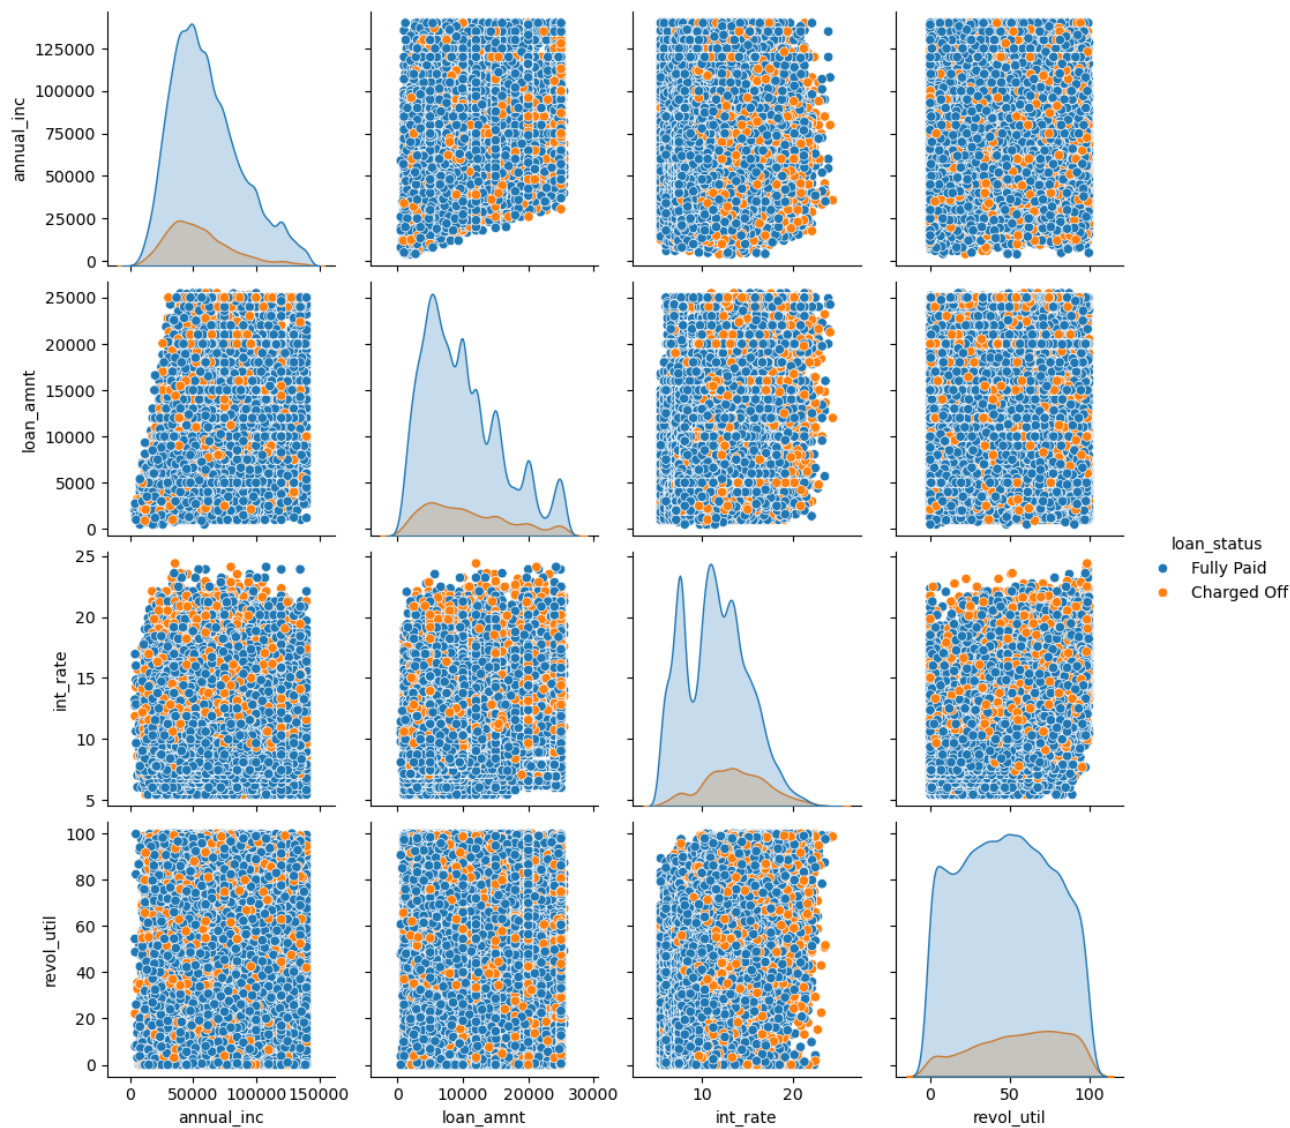 125000
100000
75000
50000
25000
0
annual_inc
25000
20000
15000
10000
5000
0
loan_amnt
25
20
15
10
5
int_rate
100
80
60
40
20
0
revol_util
0 50000 100000 150000
annual_inc
0 10000 20000 30000
loan_amnt
10 20
int_rate
0 50 100
revol_util
loan_status
Fully Paid
Charged Off